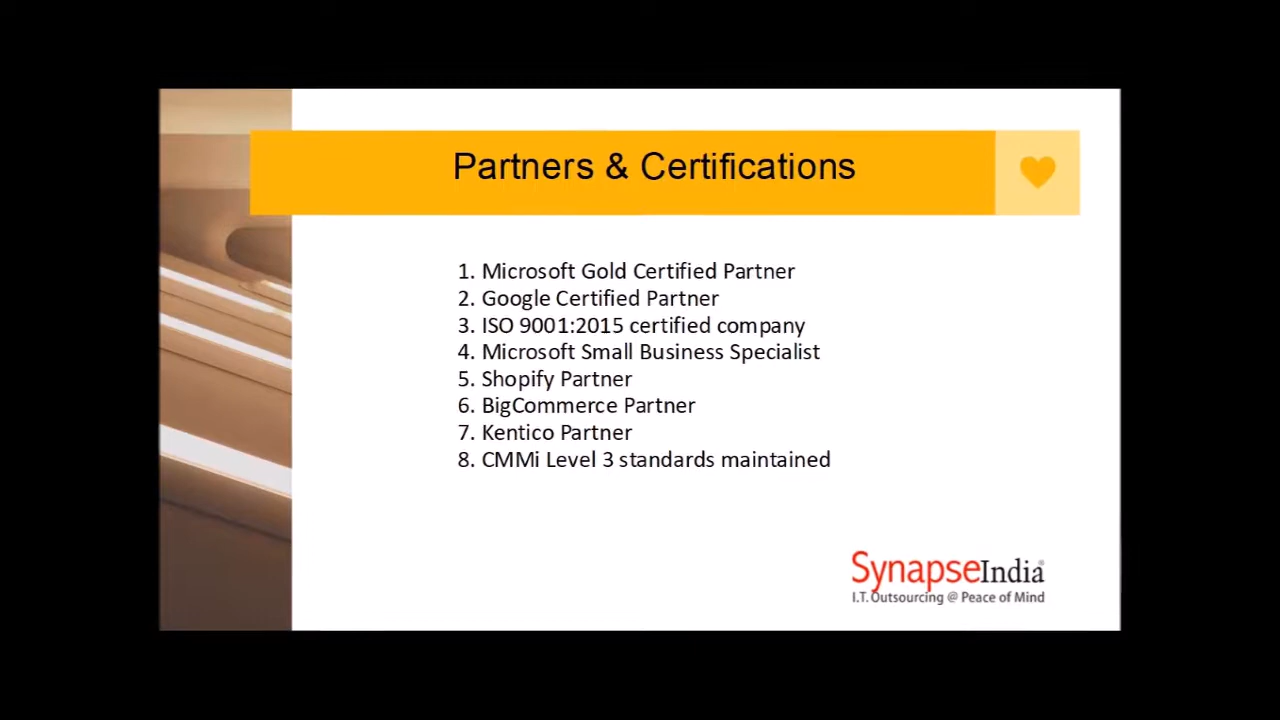 Partners & Certifications
1. Microsoft Gold Certified Partner
2. Google Certified Partner
3. ISO 9001:2015 certified company
4. Microsoft Small Business Specialist
5. Shopify Partner
6. BigCommerce Partner
7. Kentico Partner
8. CMMi Level 3 standards maintained
SynapseIndia®
I.T. Outsourcing @ Peace of Mind